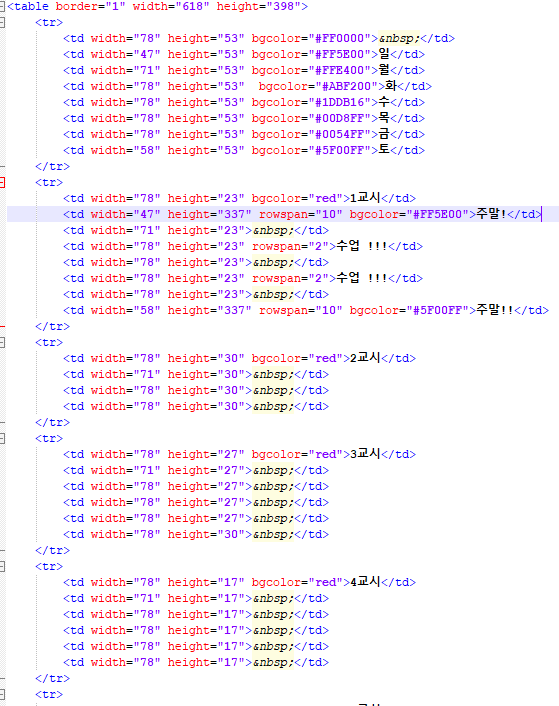 <table border="1" width="618" height="398">
<tr>
<td width="78" height="53" bgcolor="#FF0000">&nbsp;</td>
<td width="47" height="53" bgcolor="#FF5E00">일</td>
<td width="71" height="53" bgcolor="#FFE400">월</td>
<td width="78" height="53"  bgcolor="#ABF200">화</td>
<td width="78" height="53" bgcolor="#1DDB16">수</td>
<td width="78" height="53" bgcolor="#00D8FF">목</td>
<td width="78" height="53" bgcolor="#0054FF">금</td>
<td width="58" height="53" bgcolor="#5F00FF">토</td>
</tr>
<tr>
<td width="78" height="23" bgcolor="red">1교시</td>
<td width="47" height="337" rowspan="10" bgcolor="#FF5E00">주말!</td>
<td width="71" height="23">&nbsp;</td>
<td width="78" height="23" rowspan="2">수업 !!!</td>
<td width="78" height="23">&nbsp;</td>
<td width="78" height="23" rowspan="2">수업 !!!</td>
<td width="78" height="23">&nbsp;</td>
<td width="58" height="337" rowspan="10" bgcolor="#5F00FF">주말!!</td>
</tr>
<tr>
<td width="78" height="30" bgcolor="red">2교시</td>
<td width="71" height="30">&nbsp;</td>
<td width="78" height="30">&nbsp;</td>
<td width="78" height="30">&nbsp;</td>
</tr>
<tr>
<td width="78" height="27" bgcolor="red">3교시</td>
<td width="71" height="27">&nbsp;</td>
<td width="78" height="27">&nbsp;</td>
<td width="78" height="27">&nbsp;</td>
<td width="78" height="27">&nbsp;</td>
<td width="78" height="30">&nbsp;</td>
</tr>
<tr>
<td width="78" height="17" bgcolor="red">4교시</td>
<td width="71" height="17">&nbsp;</td>
<td width="78" height="17">&nbsp;</td>
<td width="78" height="17">&nbsp;</td>
<td width="78" height="17">&nbsp;</td>
<td width="78" height="17">&nbsp;</td>
</tr>
<tr>